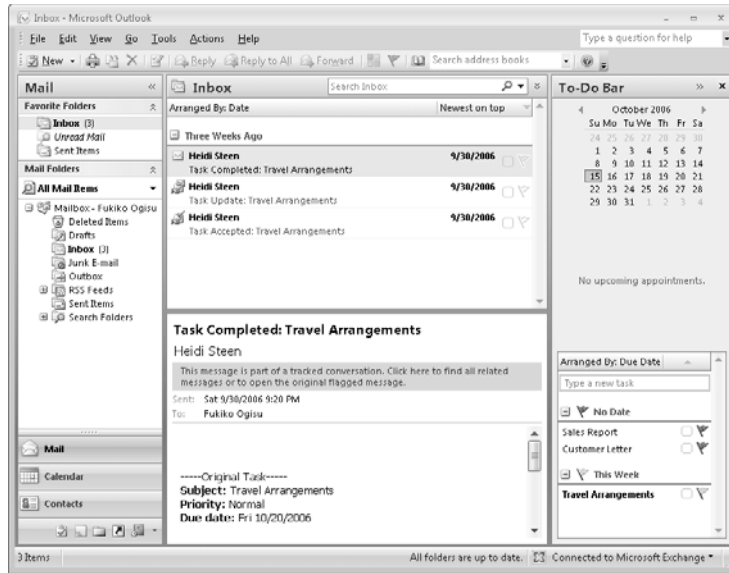 Inbox - Microsoft Outlook
File Edit View Go Tools Actions Help
Type a question for help
New Reply Reply to All Forward Search address books
Mail
Favorite Folders
Inbox (3)
Unread Mail
Sent Items
Mail Folders
All Mail Items
Mailbox - Fukiko Ogisu
Deleted Items
Drafts
Inbox (3)
Junk E-mail
Outbox
RSS Feeds
Sent Items
Search Folders
Mail
Calendar
Contacts
Inbox
Search Inbox
Arranged By: Date Newest on top
Three Weeks Ago
Heidi Steen 9/30/2006
Task Completed: Travel Arrangements
Heidi Steen 9/30/2006
Task Update: Travel Arrangements
Heidi Steen 9/30/2006
Task Accepted: Travel Arrangements
Task Completed: Travel Arrangements
Heidi Steen
This message is part of a tracked conversation. Click here to find all related
messages or to open the original flagged message.
Sent: Sat 9/30/2006 9:20 PM
To: Fukiko Ogisu
-----Original Task-----
Subject: Travel Arrangements
Priority: Normal
Due date: Fri 10/20/2006
To-Do Bar
October 2006
Su Mo Tu We Th Fr Sa
24 25 26 27 28 29 30
1 2 3 4 5 6 7
8 9 10 11 12 13 14
15 16 17 18 19 20 21
22 23 24 25 26 27 28
29 30 31 1 2 3 4
No upcoming appointments.
Arranged By: Due Date
Type a new task
No Date
Sales Report
Customer Letter
This Week
Travel Arrangements
3 Items
All folders are up to date. Connected to Microsoft Exchange